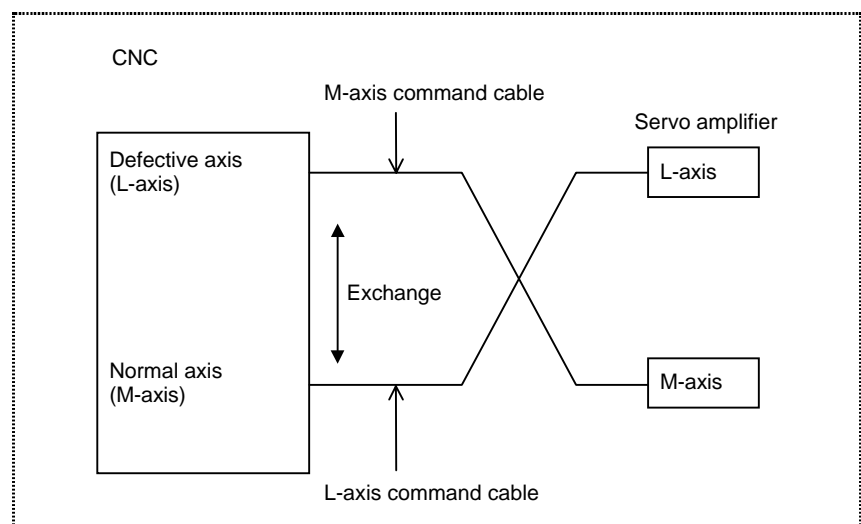 CNC
M-axis command cable
Servo amplifier
Defective axis
(L-axis)
L-axis
Exchange
Normal axis
(M-axis)
M-axis
L-axis command cable